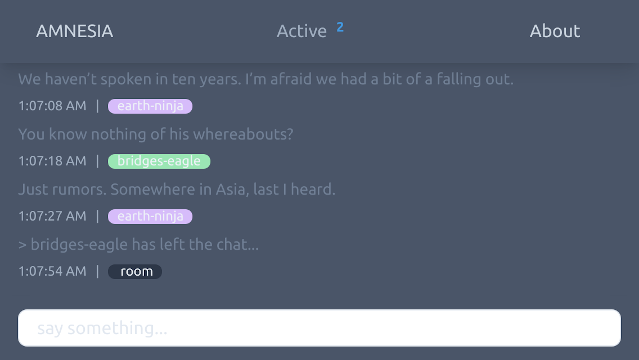 AMNESIA Active 2 About
We haven't spoken in ten years. I'm afraid we had a bit of a falling out.
1:07:08 AM | earth-ninja
You know nothing of his whereabouts?
1:07:18 AM | bridges-eagle
Just rumors. Somewhere in Asia, last I heard.
1:07:27 AM | earth-ninja
> bridges-eagle has left the chat...
1:07:54 AM | room
say something...